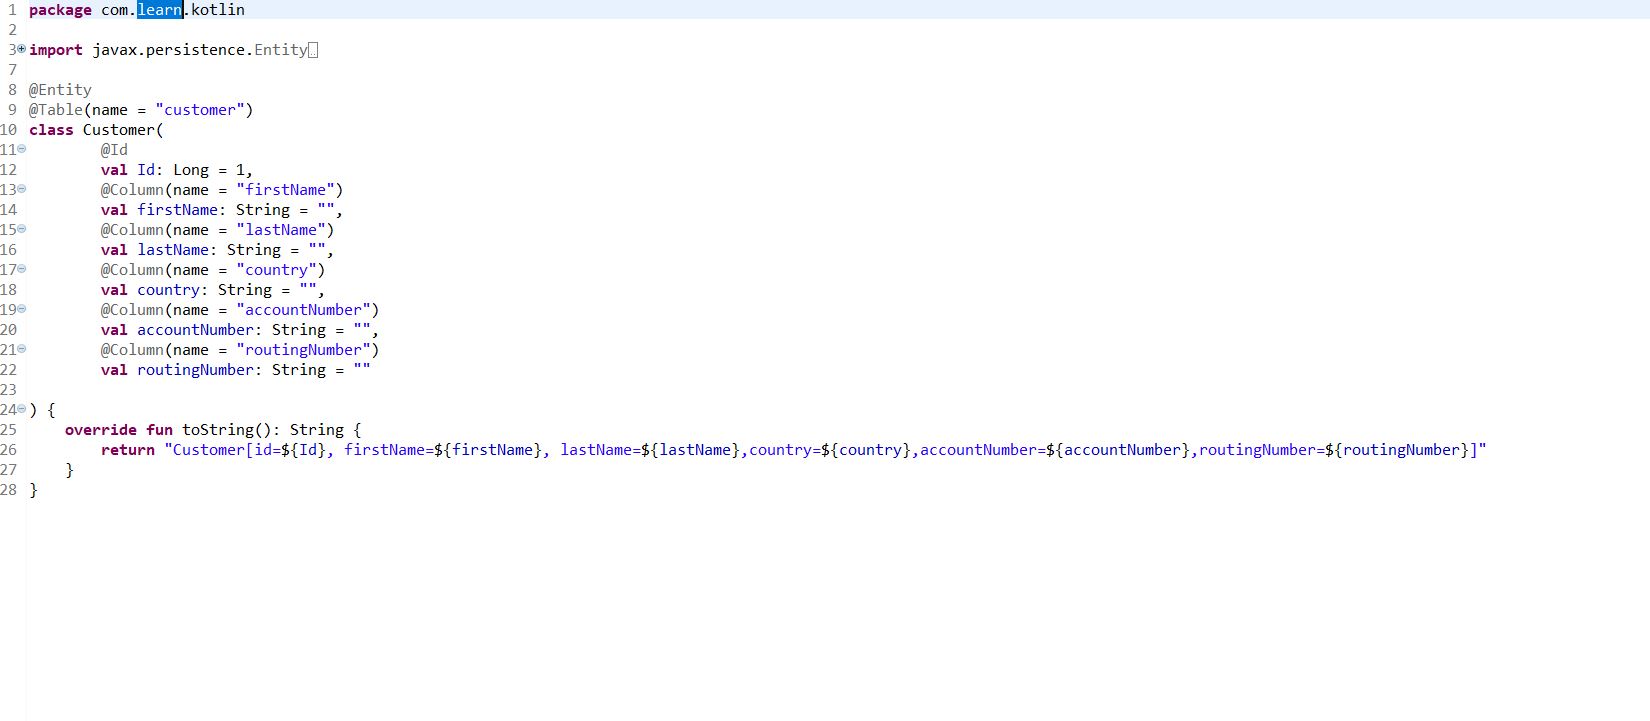 1 package com.learn.kotlin
2
3 import javax.persistence.Entity
7
8 @Entity
9 @Table(name = "customer")
10 class Customer(
11 @Id
12 val Id: Long = 1,
13 @Column(name = "firstName")
14 val firstName: String = "",
15 @Column(name = "lastName")
16 val lastName: String = "",
17 @Column(name = "country")
18 val country: String = "",
19 @Column(name = "accountNumber")
20 val accountNumber: String = "",
21 @Column(name = "routingNumber")
22 val routingNumber: String = ""
23
24 ) {
25 override fun toString(): String {
26 return "Customer[id=${Id}, firstName=${firstName}, lastName=${lastName},country=${country},accountNumber=${accountNumber},routingNumber=${routingNumber}]"
27 }
28 }